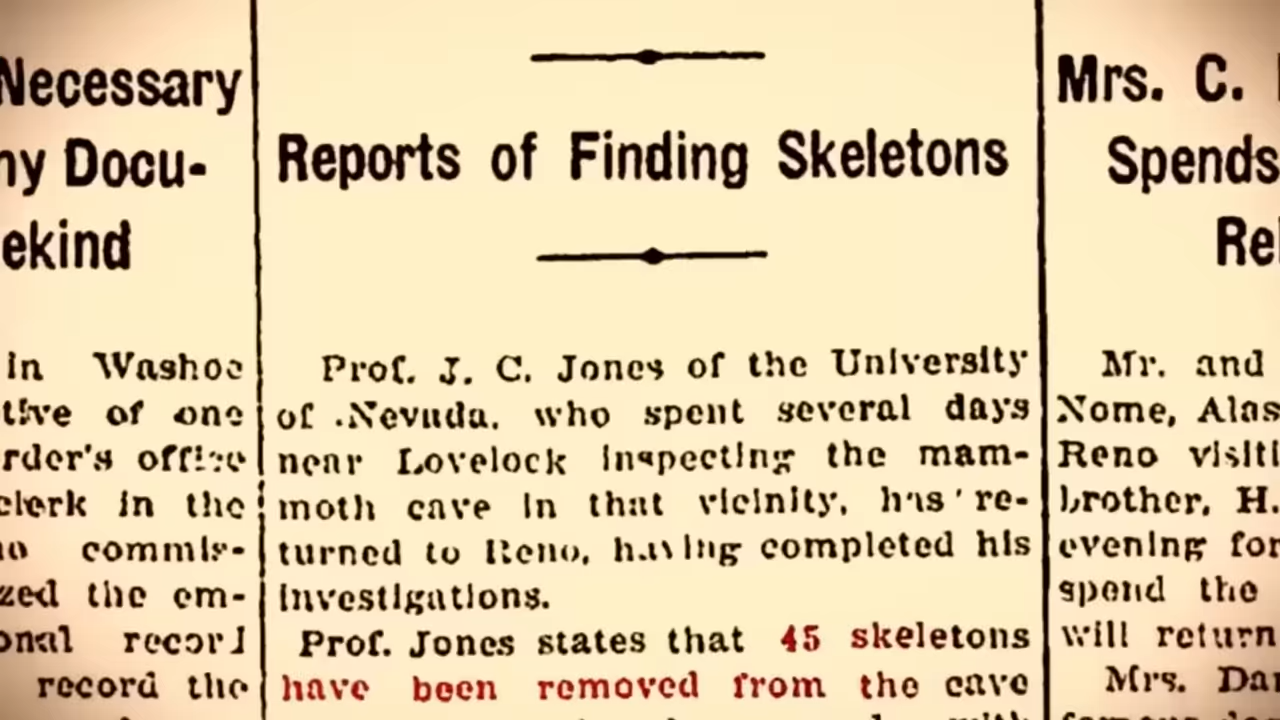 Necessary
ny Docu-
ekind
in Washoe
tive of one
rder's office
clerk in the
commis-
zed the em-
onal record
record the
Reports of Finding Skeletons
Prof. J. C. Jones of the University
of Nevada, who spent several days
near Lovelock inspecting the mam-
moth cave in that vicinity, has re-
turned to Reno, having completed his
investigations.
Prof. Jones states that 45 skeletons
have been removed from the cave
with
Mrs. C.
Spends
Rel
Mr. and
Nome, Alas
Reno visiti
brother, H.
evening for
spend the
will return
Mrs. Dar